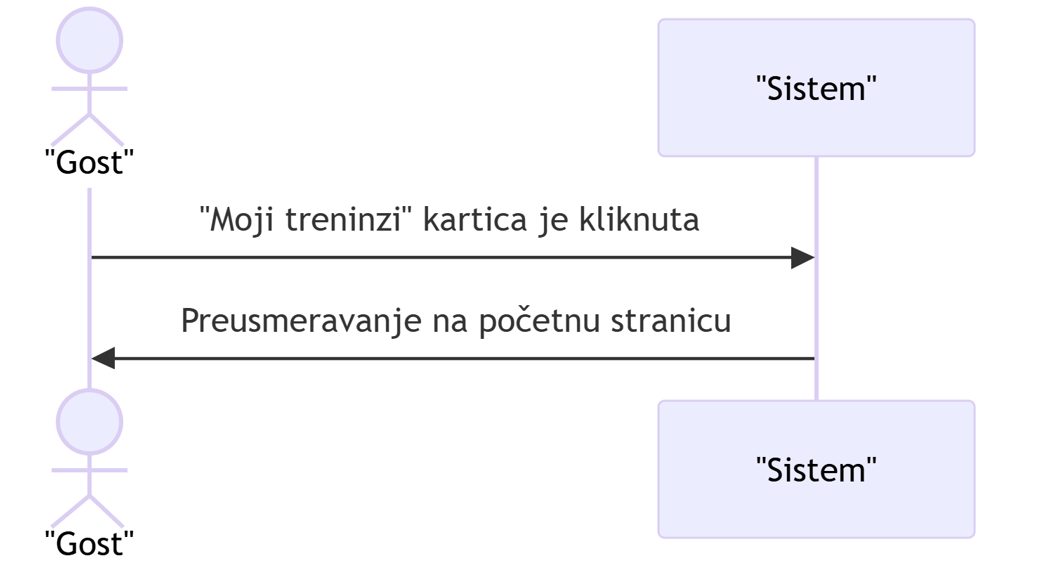 "Gost"
"Sistem"
"Moji treninzi" kartica je kliknuta
Preusmeravanje na početnu stranicu
"Gost"
"Sistem"